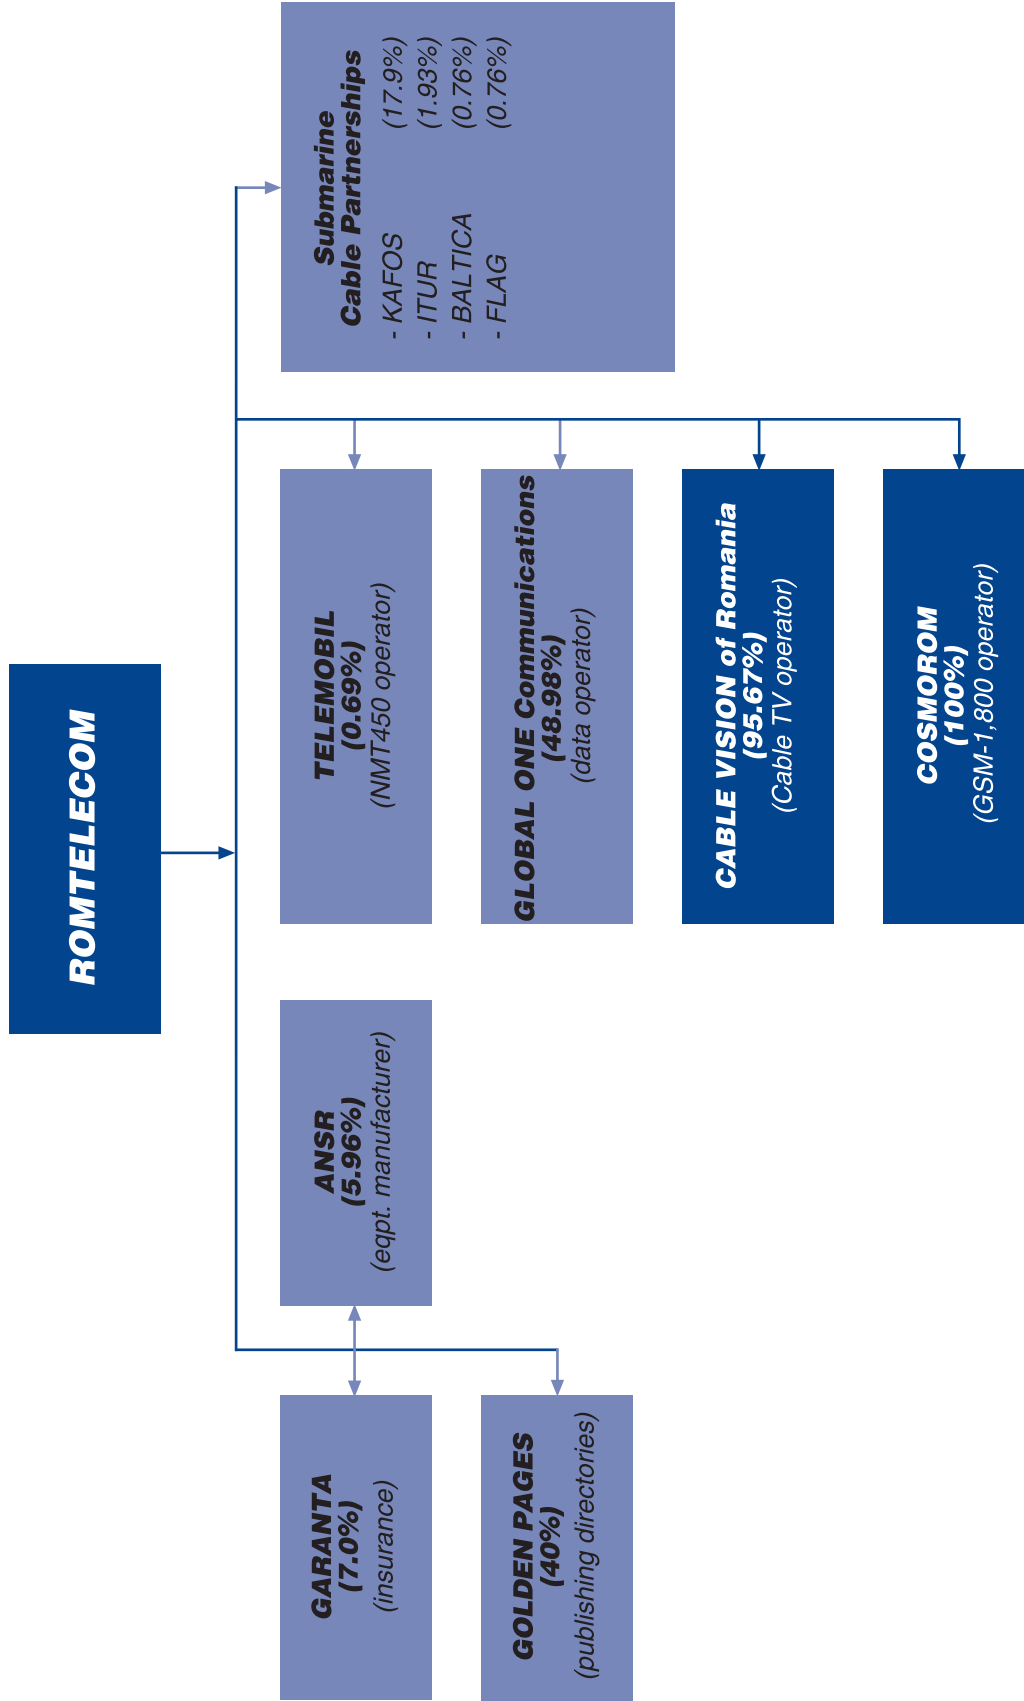 ROMTELECOM
GARANTA
(7.0%)
(insurance)
GOLDEN PAGES
(40%)
(publishing directories)
ANSR
(5.96%)
(eqpt. manufacturer)
TELEMOBIL
(0.69%)
(NMT450 operator)
GLOBAL ONE Communications
(48.98%)
(data operator)
CABLE VISION of Romania
(95.67%)
(Cable TV operator)
COSMOROM
(100%)
(GSM-1,800 operator)
Submarine
Cable Partnerships
- KAFOS (17.9%)
- ITUR (1.93%)
- BALTICA (0.76%)
- FLAG (0.76%)